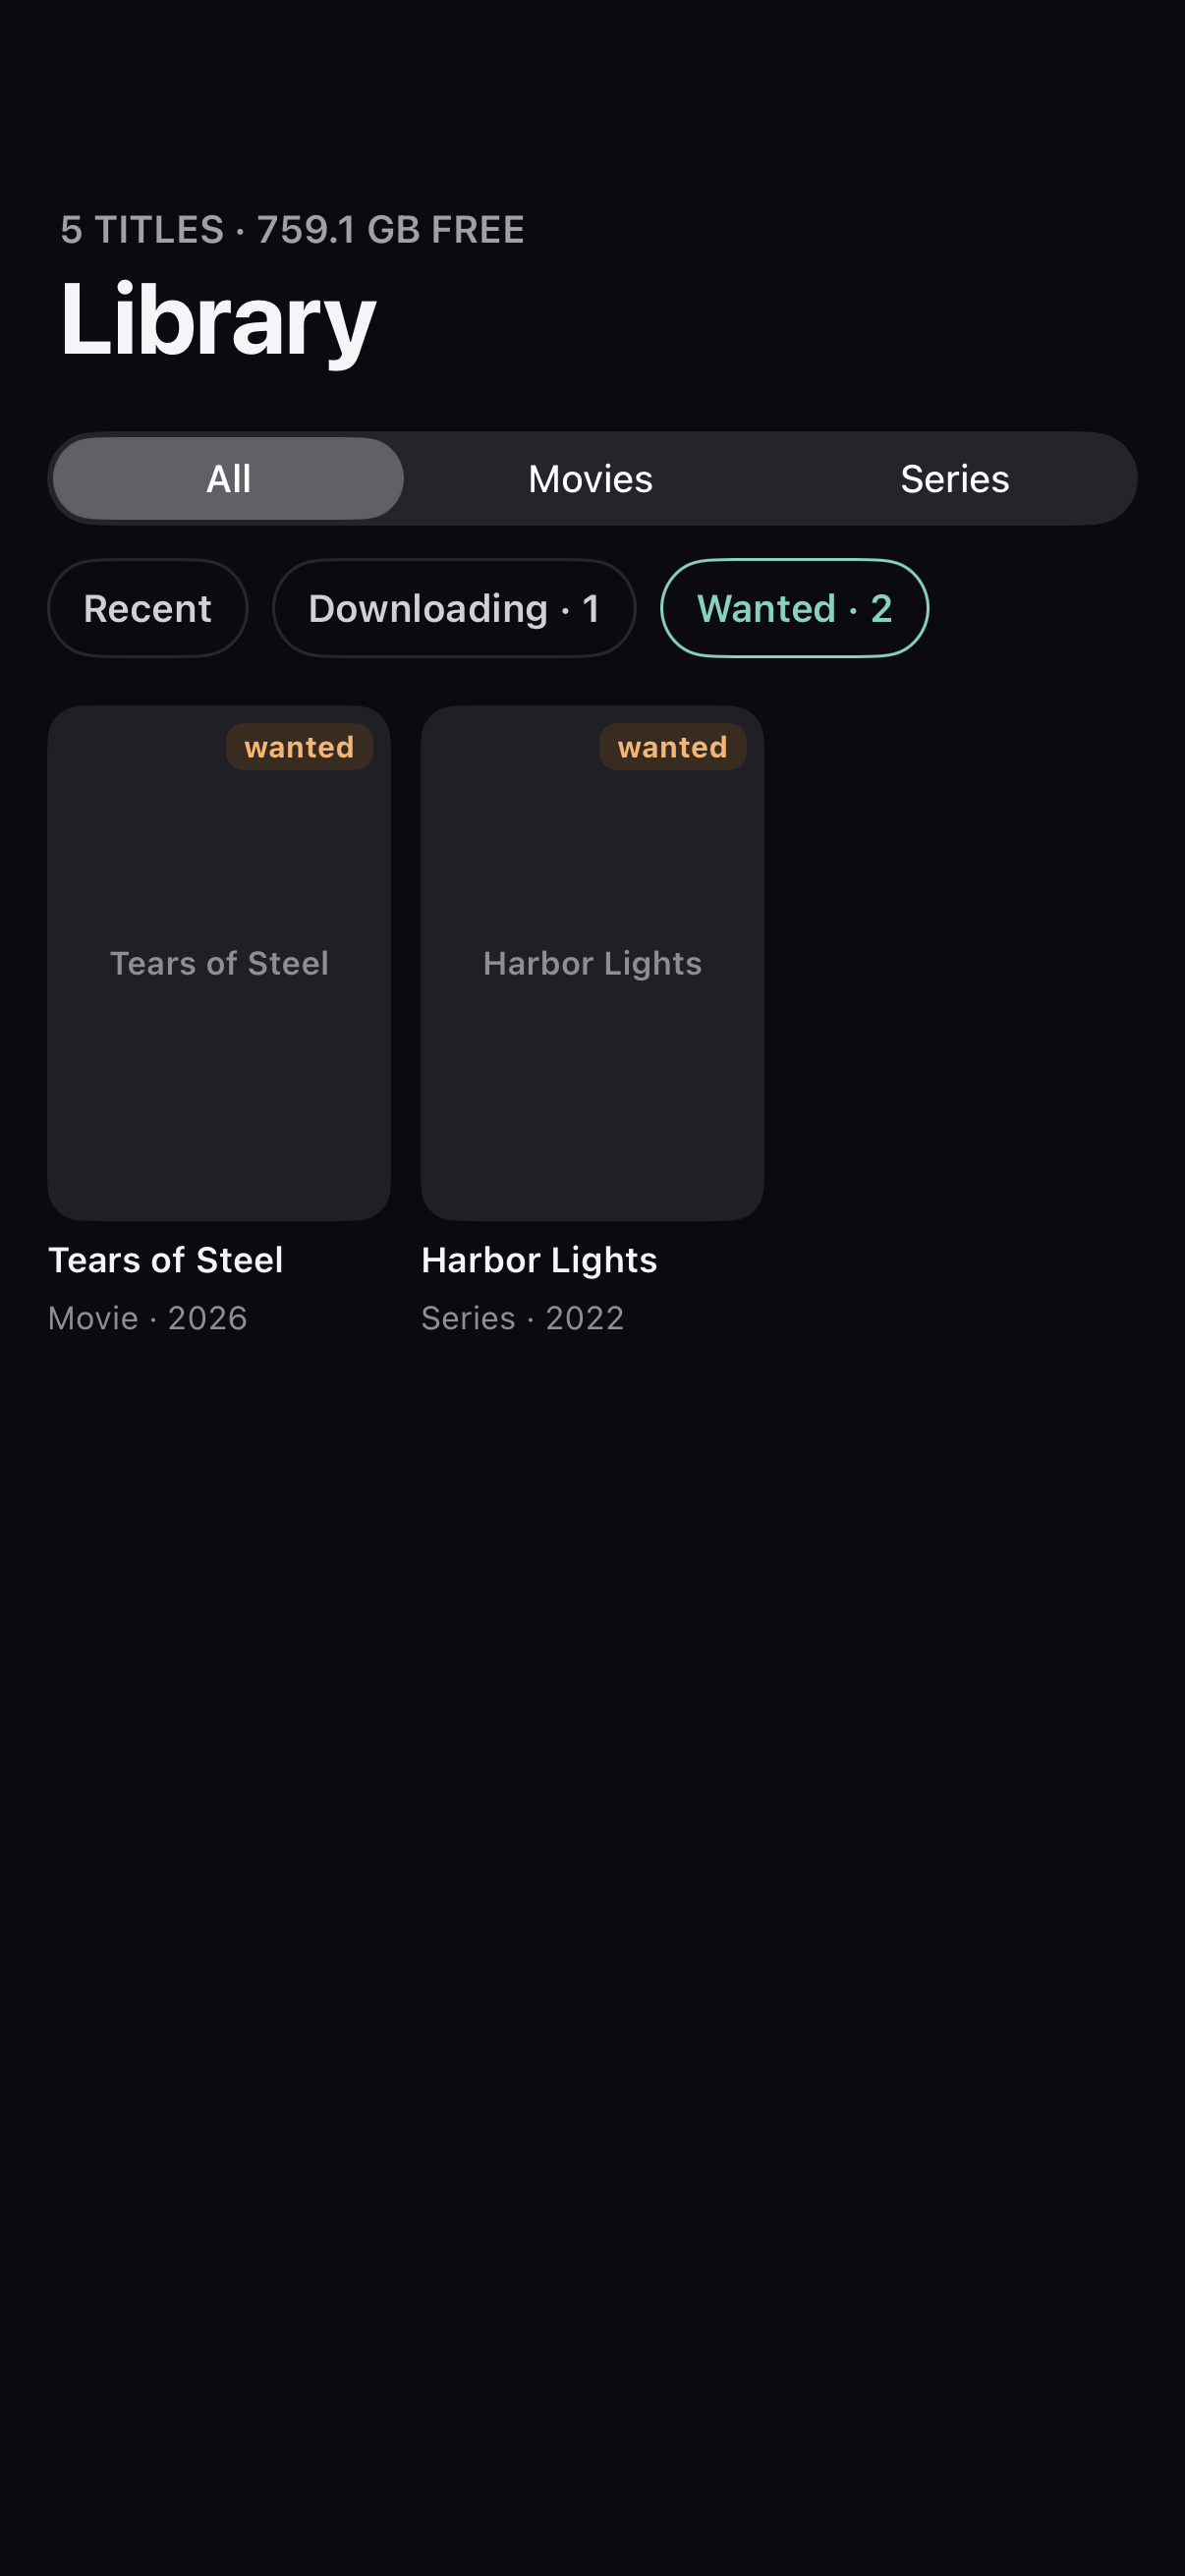 5 TITLES · 759.1 GB FREE
Library
All Movies Series
Recent Downloading · 1 Wanted · 2
wanted wanted
Tears of Steel Harbor Lights
Tears of Steel Harbor Lights
Movie · 2026 Series · 2022